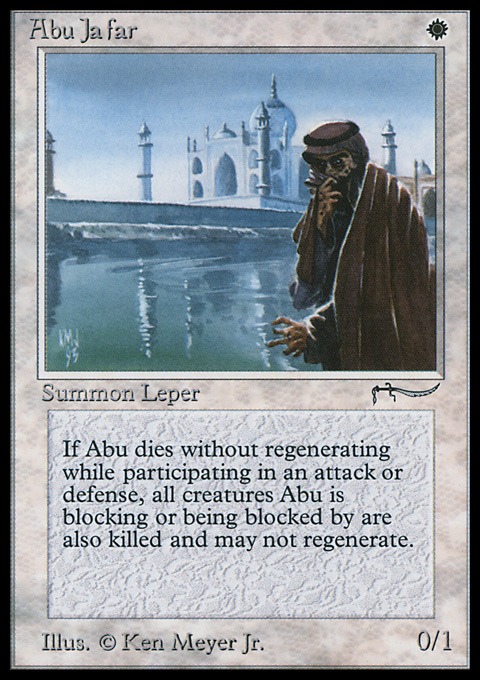 Abu Ja'far
KMJ
93
Summon Leper
If Abu dies without regenerating
while participating in an attack or
defense, all creatures Abu is
blocking or being blocked by are
also killed and may not regenerate.
Illus. © Ken Meyer Jr.
0/1